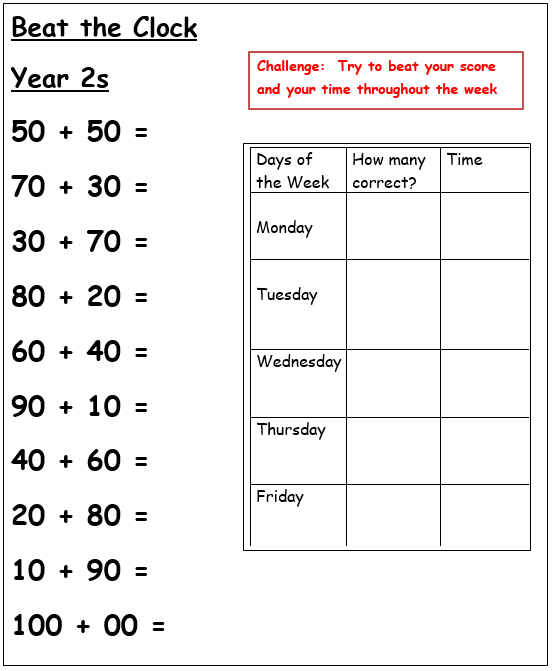 Beat the Clock
Year 2s
Challenge:  Try to beat your score
and your time throughout the week
50 + 50 =
70 + 30 =
30 + 70 =
80 + 20 =
60 + 40 =
90 + 10 =
40 + 60 =
20 + 80 =
10 + 90 =
100 + 00 =
Days of
the Week
How many
correct?
Time
Monday
Tuesday
Wednesday
Thursday
Friday